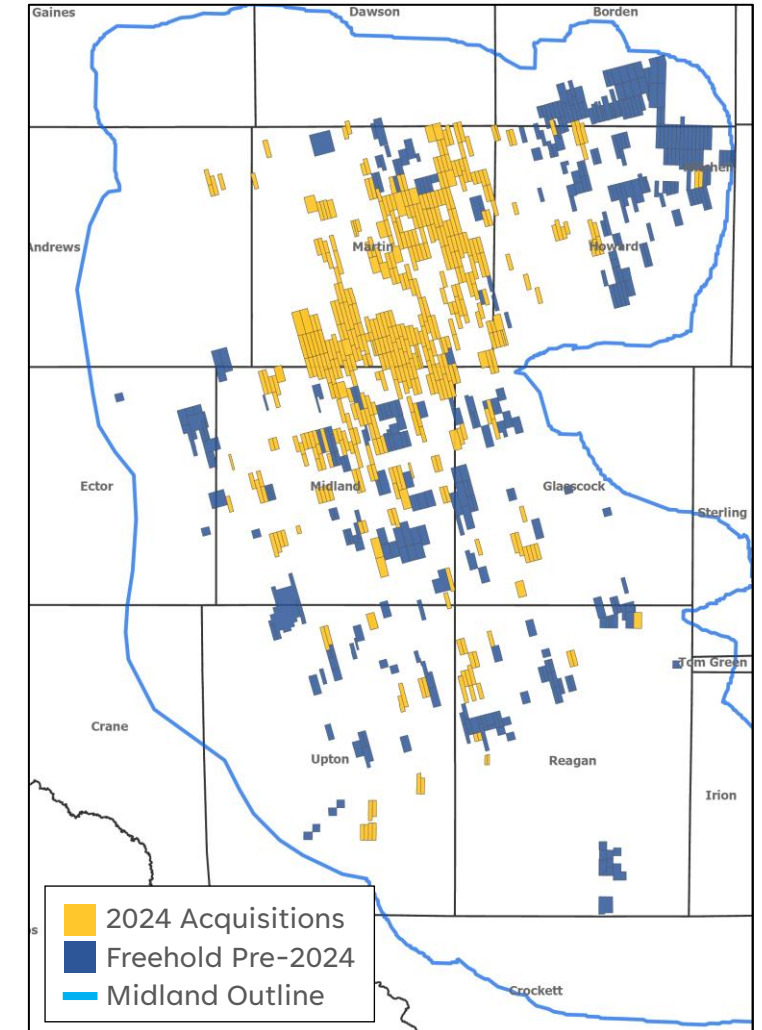 Gaines
Dawson
Borden
Andrews
Martin
Howard
Ector
Midland
Glasscock
Sterling
Tom Green
Crane
Upton
Reagan
Irion
2024 Acquisitions
Freehold Pre-2024
Midland Outline
os
Crockett